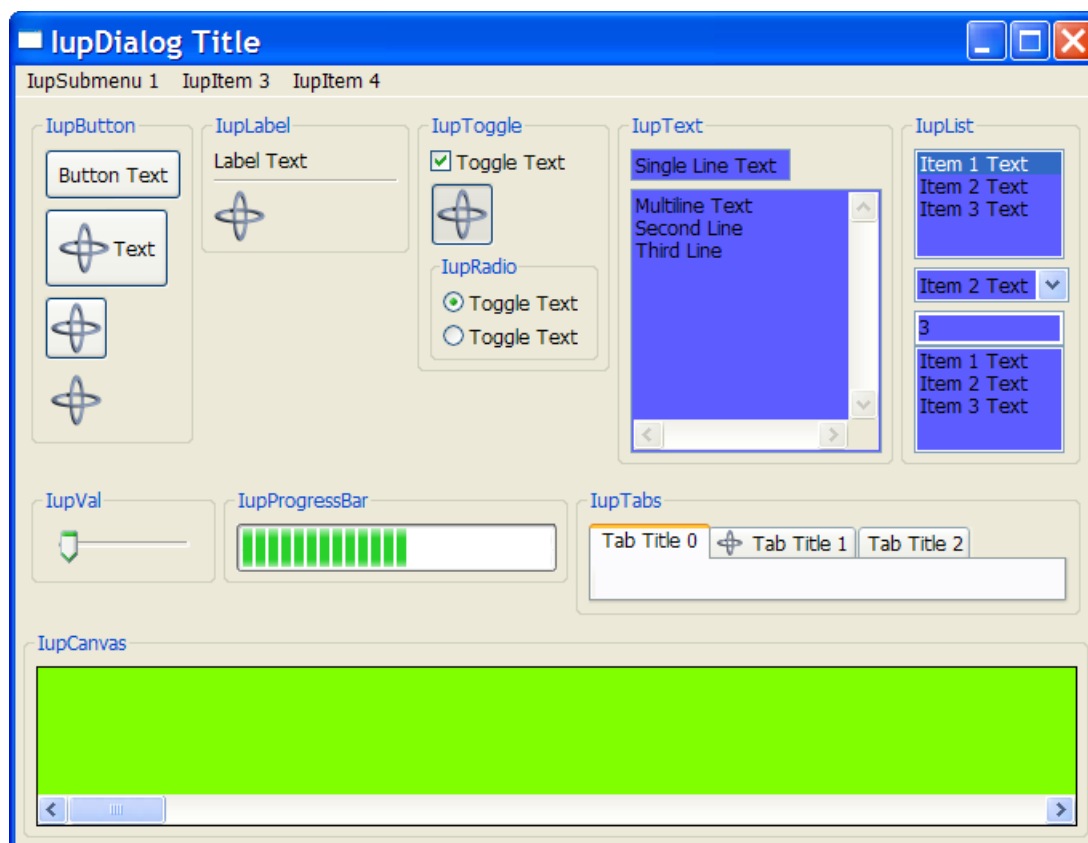 IupDialog Title
IupSubmenu 1 IupItem 3 IupItem 4
IupButton
Button Text
Text
IupLabel
Label Text
IupToggle
Toggle Text
IupRadio
Toggle Text
Toggle Text
IupText
Single Line Text
Multiline Text
Second Line
Third Line
IupList
Item 1 Text
Item 2 Text
Item 3 Text
Item 2 Text
3
Item 1 Text
Item 2 Text
Item 3 Text
IupVal
IupProgressBar
IupTabs
Tab Title 0 Tab Title 1 Tab Title 2
IupCanvas